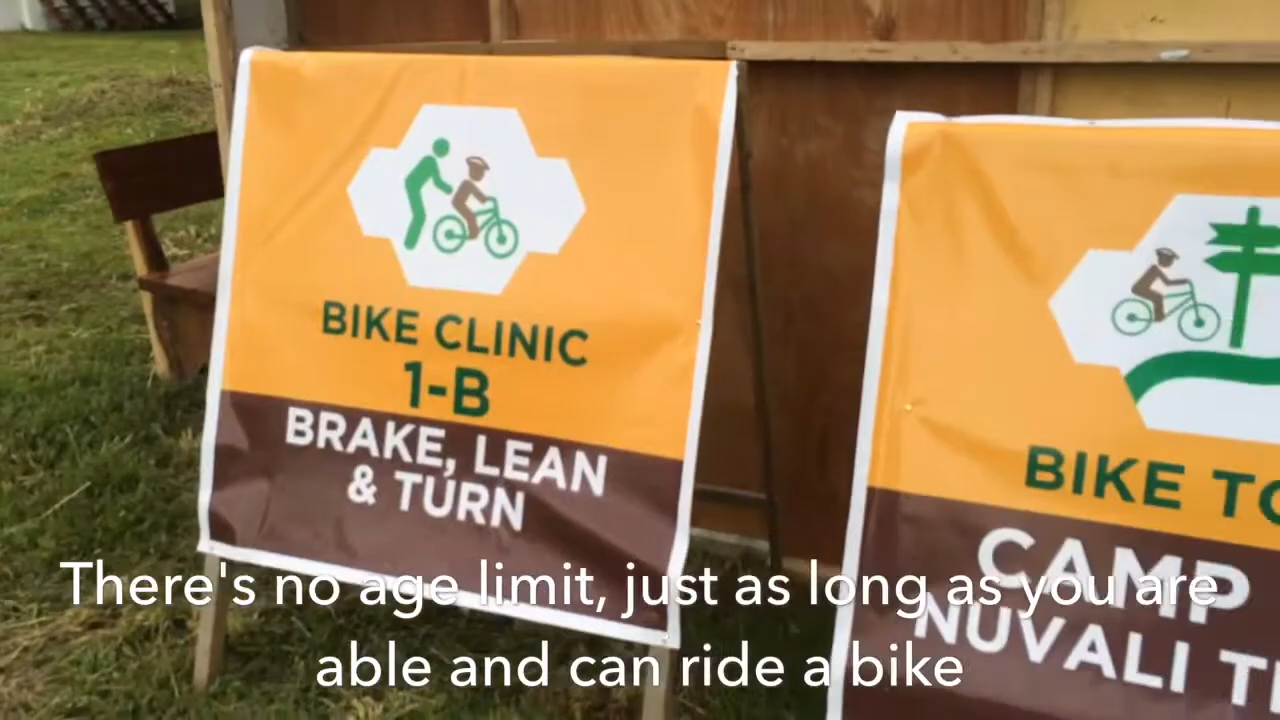 BIKE CLINIC
1-B
BRAKE, LEAN
& TURN
BIKE
CAMP
NUVALI
There's no age limit, just as long as you are
able and can ride a bike